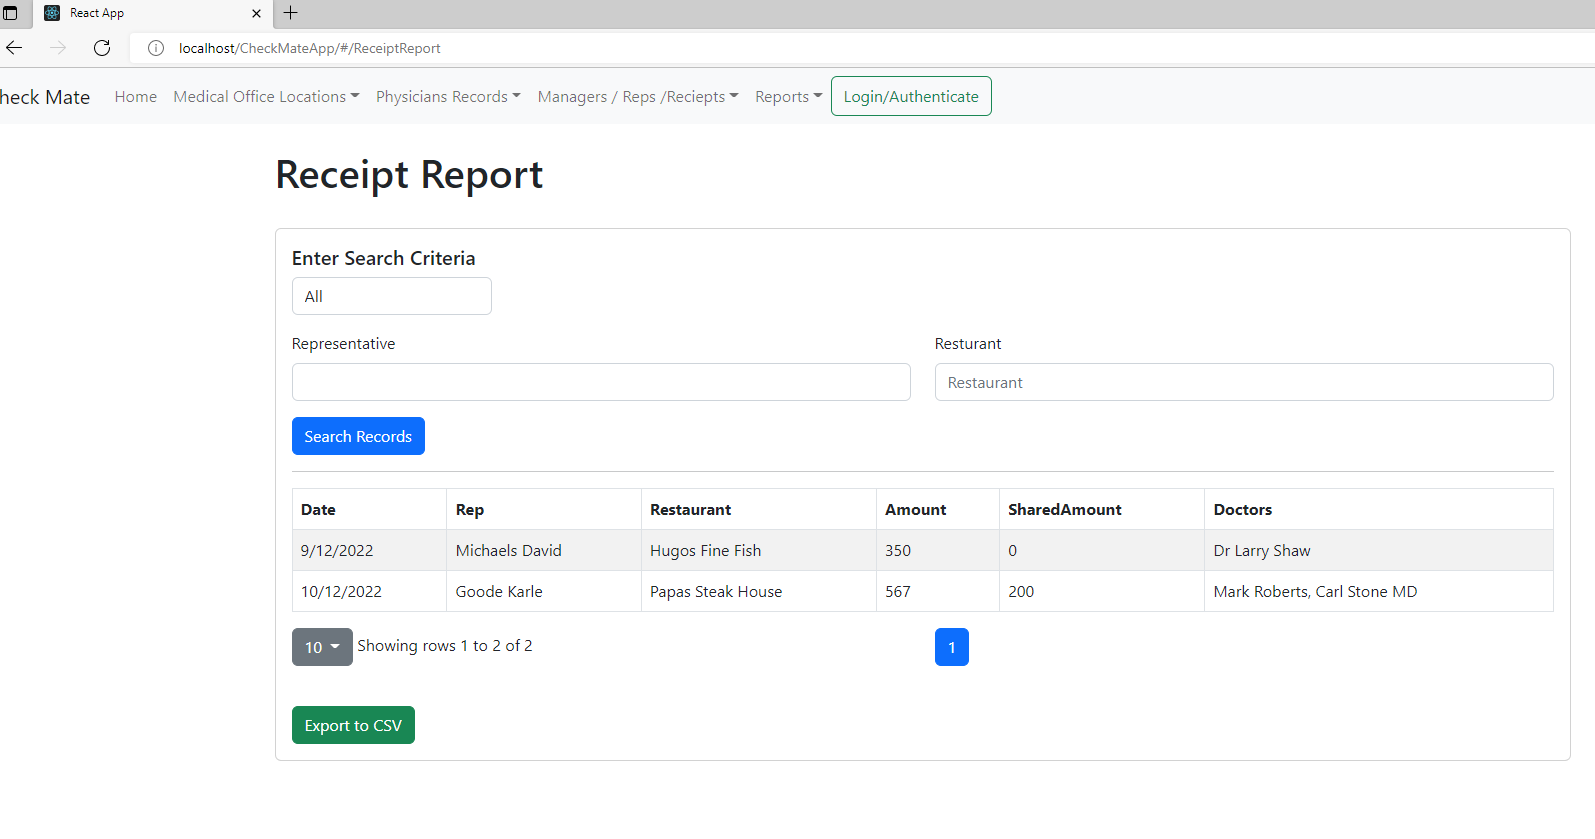 React App
localhost/CheckMateApp/#/ReceiptReport
heck Mate Home Medical Office Locations Physicians Records Managers / Reps /Reciepts Reports Login/Authenticate
Receipt Report
Enter Search Criteria
All
Representative Resturant
Restaurant
Search Records
Date Rep Restaurant Amount SharedAmount Doctors
9/12/2022 Michaels David Hugos Fine Fish 350 0 Dr Larry Shaw
10/12/2022 Goode Karle Papas Steak House 567 200 Mark Roberts, Carl Stone MD
10 Showing rows 1 to 2 of 2 1
Export to CSV